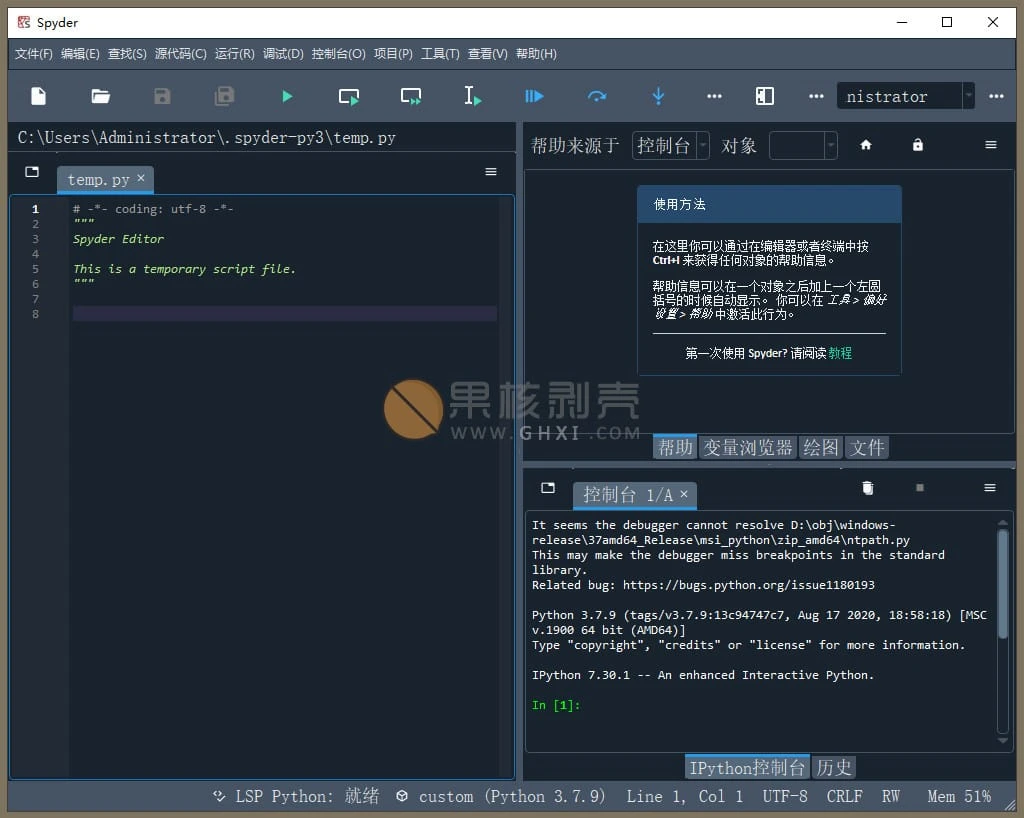 Spyder
文件(F) 编辑(E) 查找(S) 源代码(C) 运行(R) 调试(D) 控制台(O) 项目(P) 工具(T) 查看(V) 帮助(H)
nistrator
C:\Users\Administrator\.spyder-py3\temp.py
temp.py
1 # -*- coding: utf-8 -*-
2 """
3 Spyder Editor
4
5 This is a temporary script file.
6 """
7
8
帮助来源于 控制台 对象
使用方法
在这里你可以通过在编辑器或者终端中按
Ctrl+I 来获得任何对象的帮助信息。
帮助信息可以在一个对象之后加上一个左圆
括号的时候自动显示。 你可以在 工具 > 偏好
设置 > 帮助 中激活此行为。
第一次使用 Spyder? 请阅读 教程
果核剥壳
WWW.GHXI.COM
帮助 变量浏览器 绘图 文件
控制台 1/A
It seems the debugger cannot resolve D:\obj\windows-
release\37amd64_Release\msi_python\zip_amd64\ntpath.py
This may make the debugger miss breakpoints in the standard
library.
Related bug: https://bugs.python.org/issue1180193
Python 3.7.9 (tags/v3.7.9:13c94747c7, Aug 17 2020, 18:58:18) [MSC
v.1900 64 bit (AMD64)]
Type "copyright", "credits" or "license" for more information.
IPython 7.30.1 -- An enhanced Interactive Python.
In [1]:
IPython控制台 历史
LSP Python: 就绪 custom (Python 3.7.9) Line 1, Col 1 UTF-8 CRLF RW Mem 51%